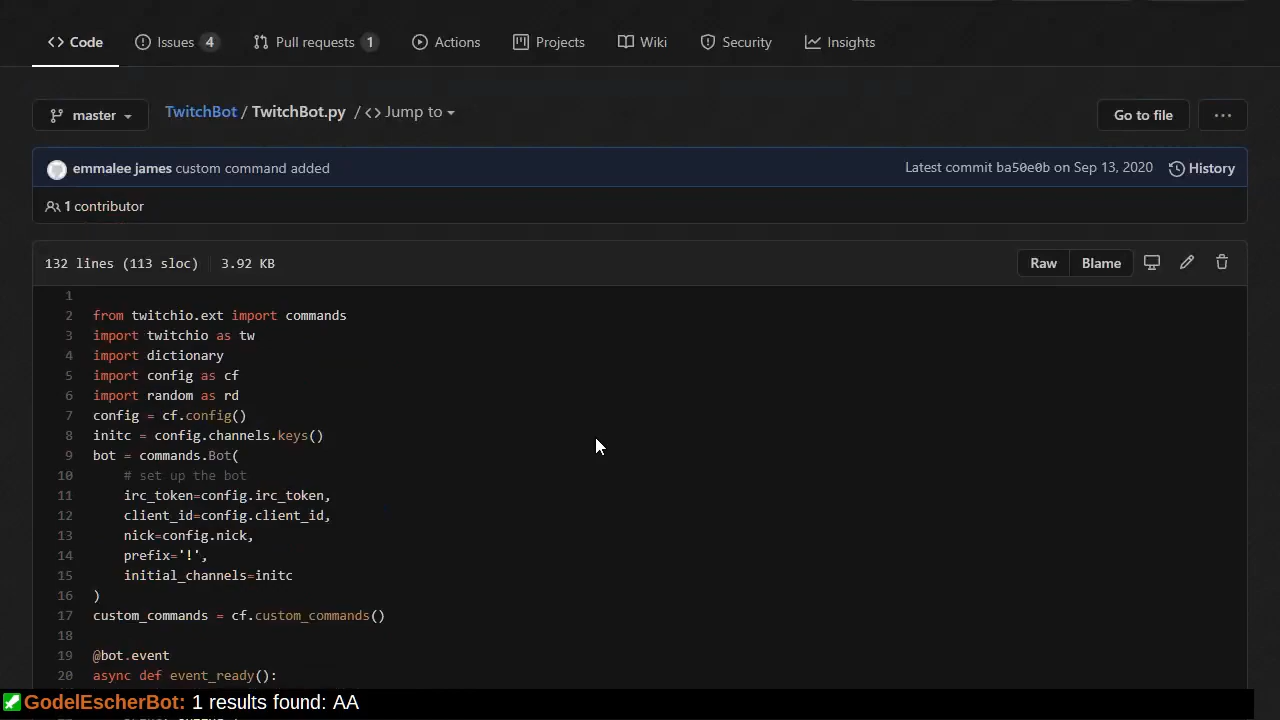 Code Issues 4 Pull requests 1 Actions Projects Wiki Security Insights
master TwitchBot / TwitchBot.py / <> Jump to Go to file ...
emmalee james custom command added Latest commit ba50e0b on Sep 13, 2020 History
1 contributor
132 lines (113 sloc) 3.92 KB Raw Blame
1
2 from twitchio.ext import commands
3 import twitchio as tw
4 import dictionary
5 import config as cf
6 import random as rd
7 config = cf.config()
8 initc = config.channels.keys()
9 bot = commands.Bot(
10 # set up the bot
11 irc_token=config.irc_token,
12 client_id=config.client_id,
13 nick=config.nick,
14 prefix='!',
15 initial_channels=initc
16 )
17 custom_commands = cf.custom_commands()
18
19 @bot.event
20 async def event_ready():
GodelEscherBot: 1 results found: AA